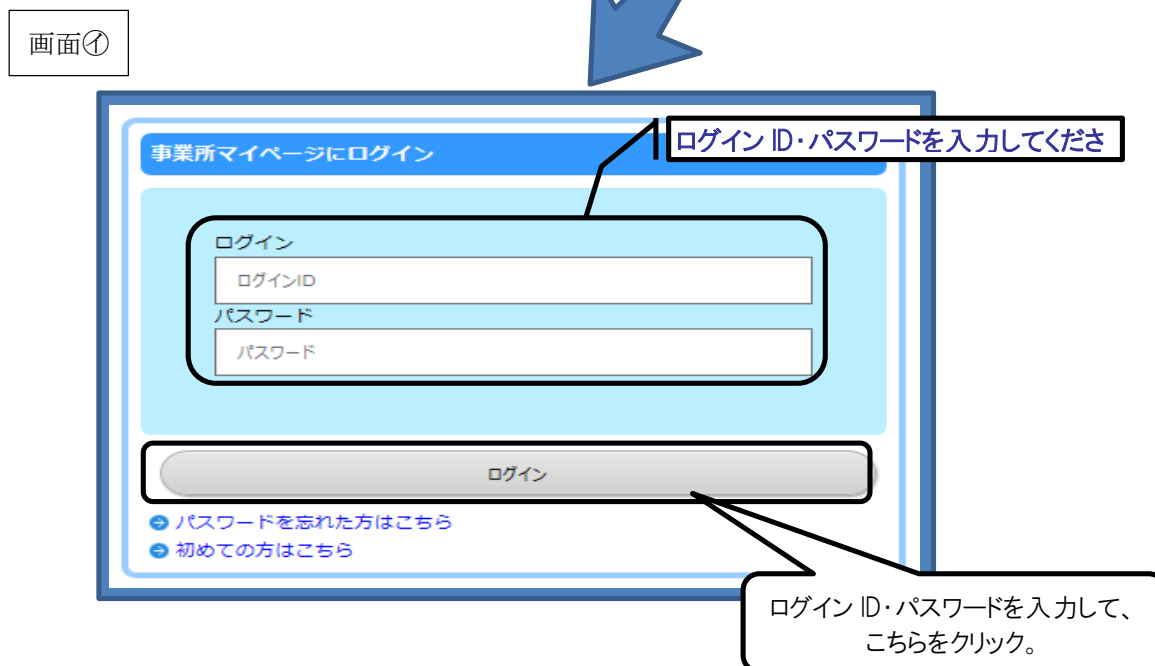 画面㋑
ログイン ID・パスワードを入力してくださ
事業所マイページにログイン
ログイン
ログインID
パスワード
パスワード
ログイン
パスワードを忘れた方はこちら
初めての方はこちら
ログイン ID・パスワードを入力して、
こちらをクリック。